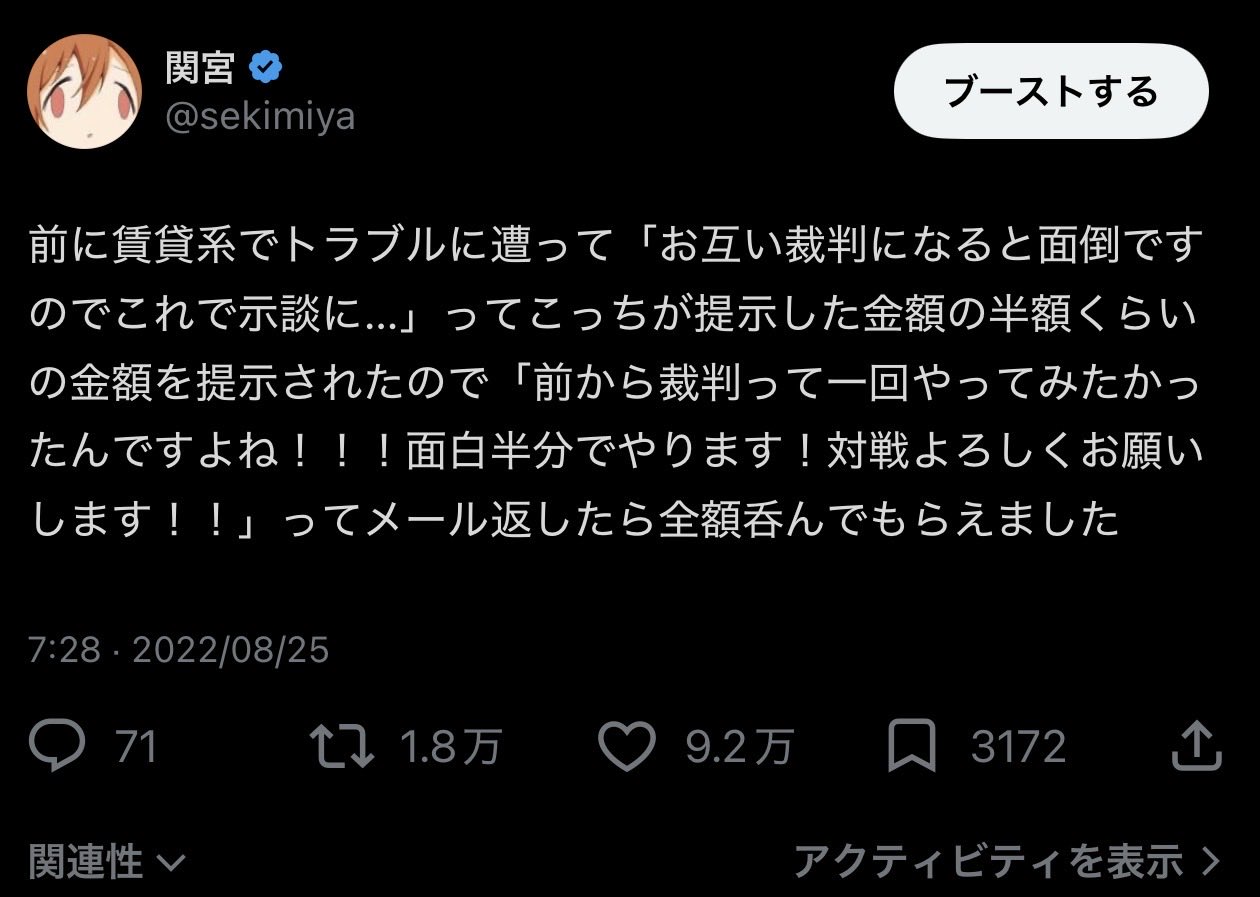 関宮
@sekimiya
ブーストする
前に賃貸系でトラブルに遭って「お互い裁判になると面倒です
のでこれで示談に...」ってこっちが提示した金額の半額くらい
の金額を提示されたので「前から裁判って一回やってみたかっ
たんですよね！！！面白半分でやります！対戦よろしくお願い
します！！」ってメール返したら全額呑んでもらえました
7:28 · 2022/08/25
71 1.8万 9.2万 3172
関連性 アクティビティを表示